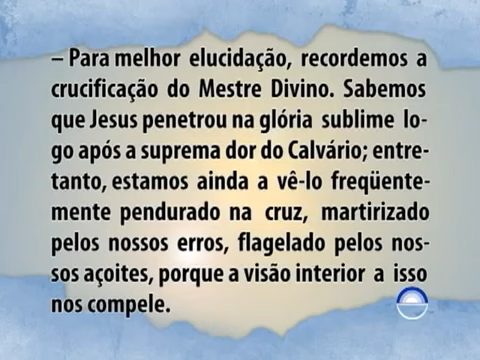 – Para melhor elucidação, recordemos a
crucificação do Mestre Divino. Sabemos
que Jesus penetrou na glória sublime lo-
go após a suprema dor do Calvário; entre-
tanto, estamos ainda a vê-lo freqüente-
mente pendurado na cruz, martirizado
pelos nossos erros, flagelado pelos nos-
sos açoites, porque a visão interior a isso
nos compele.